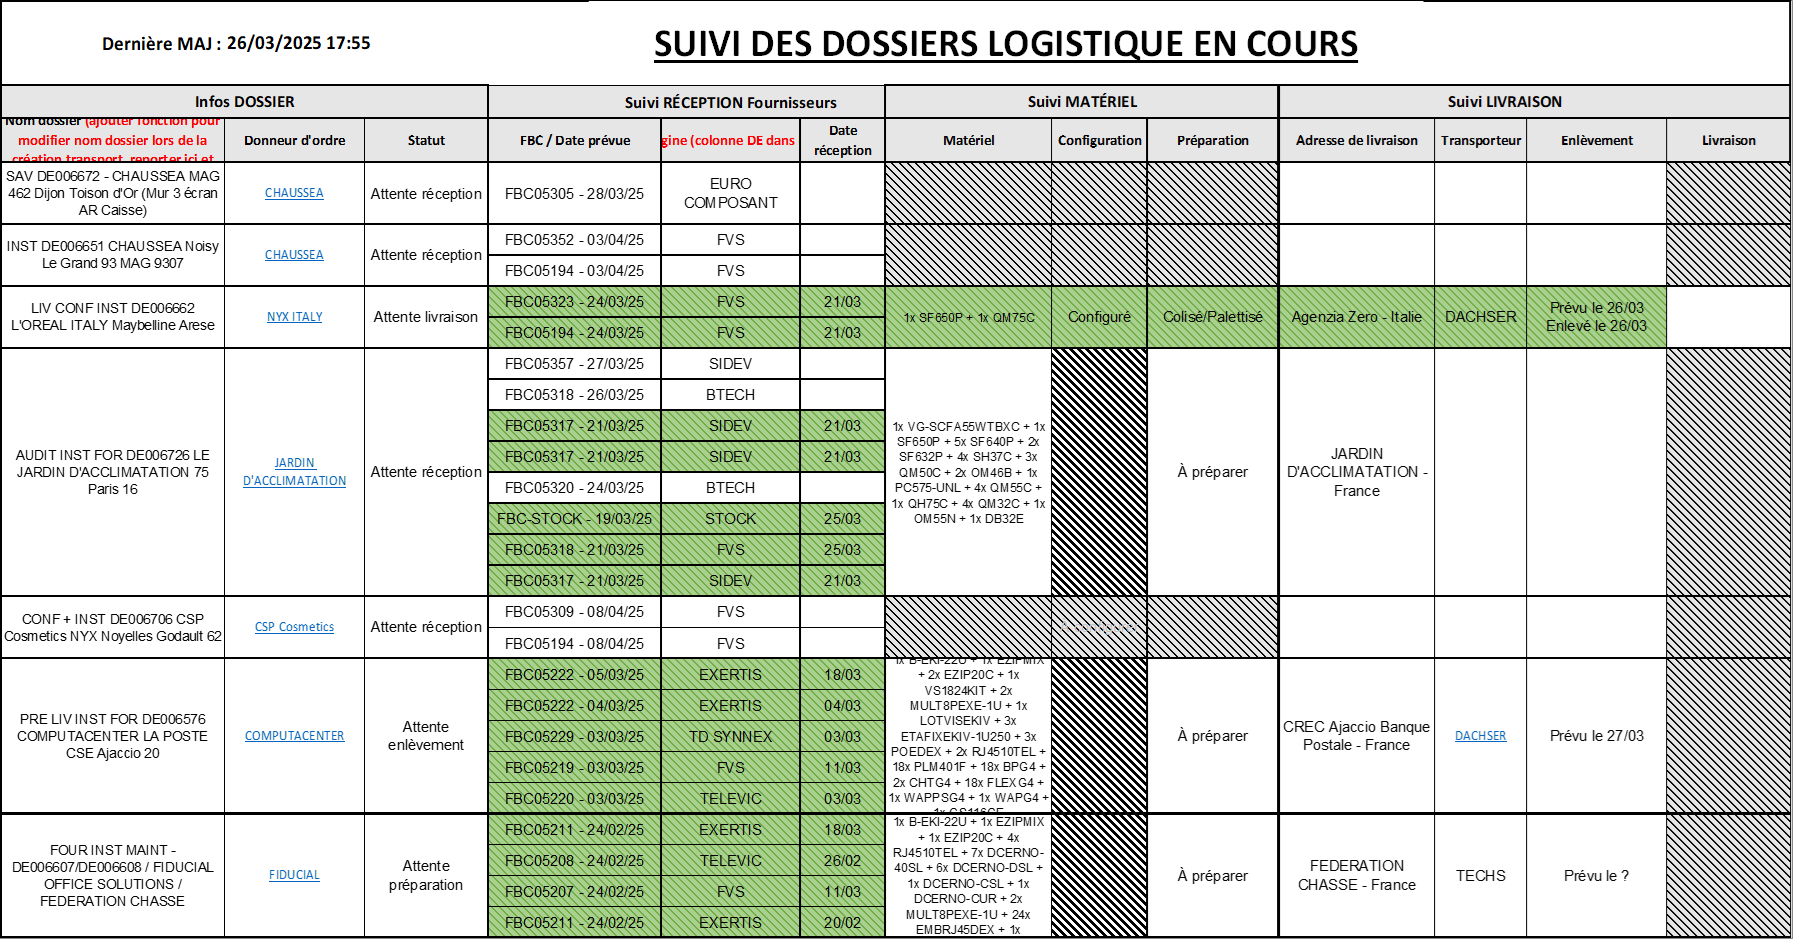 Dernière MAJ : 26/03/2025 17:55
SUIVI DES DOSSIERS LOGISTIQUE EN COURS
Infos DOSSIER
Suivi RÉCEPTION Fournisseurs
Suivi MATÉRIEL
Suivi LIVRAISON
Nom dossier (ajouter fonction pour
modifier nom dossier lors de la
création transport, reporter ici et
Donneur d'ordre
Statut
FBC / Date prévue
gine (colonne DE dans
Date
réception
Matériel
Configuration
Préparation
Adresse de livraison
Transporteur
Enlèvement
Livraison
SAV DE006672 - CHAUSSEA MAG
462 Dijon Toison d'Or (Mur 3 écran
AR Caisse)
CHAUSSEA
Attente réception
FBC05305 - 28/03/25
EURO
COMPOSANT
INST DE006651 CHAUSSEA Noisy
Le Grand 93 MAG 9307
CHAUSSEA
Attente réception
FBC05352 - 03/04/25
FVS
FBC05194 - 03/04/25
FVS
LIV CONF INST DE006662
L'OREAL ITALY Maybelline Arese
NYX ITALY
Attente livraison
FBC05323 - 24/03/25
FVS
21/03
FBC05194 - 24/03/25
FVS
21/03
1x SF650P + 1x QM75C
Configuré
Colisé/Palettisé
Agenzia Zero - Italie
DACHSER
Prévu le 26/03
Enlevé le 26/03
AUDIT INST FOR DE006726 LE
JARDIN D'ACCLIMATATION 75
Paris 16
JARDIN
D'ACCLIMATATION
Attente réception
FBC05357 - 27/03/25
SIDEV
FBC05318 - 26/03/25
BTECH
FBC05317 - 21/03/25
SIDEV
21/03
FBC05317 - 21/03/25
SIDEV
21/03
FBC05320 - 24/03/25
BTECH
FBC-STOCK - 19/03/25
STOCK
25/03
FBC05318 - 21/03/25
FVS
25/03
FBC05317 - 21/03/25
SIDEV
21/03
1x VG-SCFA55WTBXC + 1x
SF650P + 5x SF640P + 2x
SF632P + 4x SH37C + 3x
QM50C + 2x OM46B + 1x
PC575-UNL + 4x QM55C +
1x QH75C + 4x QM32C + 1x
OM55N + 1x DB32E
À préparer
JARDIN
D'ACCLIMATATION -
France
CONF + INST DE006706 CSP
Cosmetics NYX Noyelles Godault 62
CSP Cosmetics
Attente réception
FBC05309 - 08/04/25
FVS
FBC05194 - 08/04/25
FVS
PRE LIV INST FOR DE006576
COMPUTACENTER LA POSTE
CSE Ajaccio 20
COMPUTACENTER
Attente
enlèvement
FBC05222 - 05/03/25
EXERTIS
18/03
FBC05222 - 04/03/25
EXERTIS
04/03
FBC05229 - 03/03/25
TD SYNNEX
03/03
FBC05219 - 03/03/25
FVS
11/03
FBC05220 - 03/03/25
TELEVIC
03/03
1x B-EKI-22U + 1x EZIPMIX
+ 2x EZIP20C + 1x
VS1824KIT + 2x
MULT8PEXE-1U + 1x
LOTVISEKIV + 3x
ETAFIXEKIV-1U250 + 3x
POEDEX + 2x RJ4510TEL +
18x PLM401F + 18x BPG4 +
2x CHTG4 + 18x FLEXG4 +
1x WAPPSG4 + 1x WAPG4 +
À préparer
CREC Ajaccio Banque
Postale - France
DACHSER
Prévu le 27/03
FOUR INST MAINT -
DE006607/DE006608 / FIDUCIAL
OFFICE SOLUTIONS /
FEDERATION CHASSE
FIDUCIAL
Attente
préparation
FBC05211 - 24/02/25
EXERTIS
18/03
FBC05208 - 24/02/25
TELEVIC
26/02
FBC05207 - 24/02/25
FVS
11/03
FBC05211 - 24/02/25
EXERTIS
20/02
1x B-EKI-22U + 1x EZIPMIX
+ 1x EZIP20C + 4x
RJ4510TEL + 7x DCERNO-
40SL + 6x DCERNO-DSL +
1x DCERNO-CSL + 1x
DCERNO-CUR + 2x
MULT8PEXE-1U + 24x
EMBRJ45DEX + 1x
À préparer
FEDERATION
CHASSE - France
TECHS
Prévu le ?